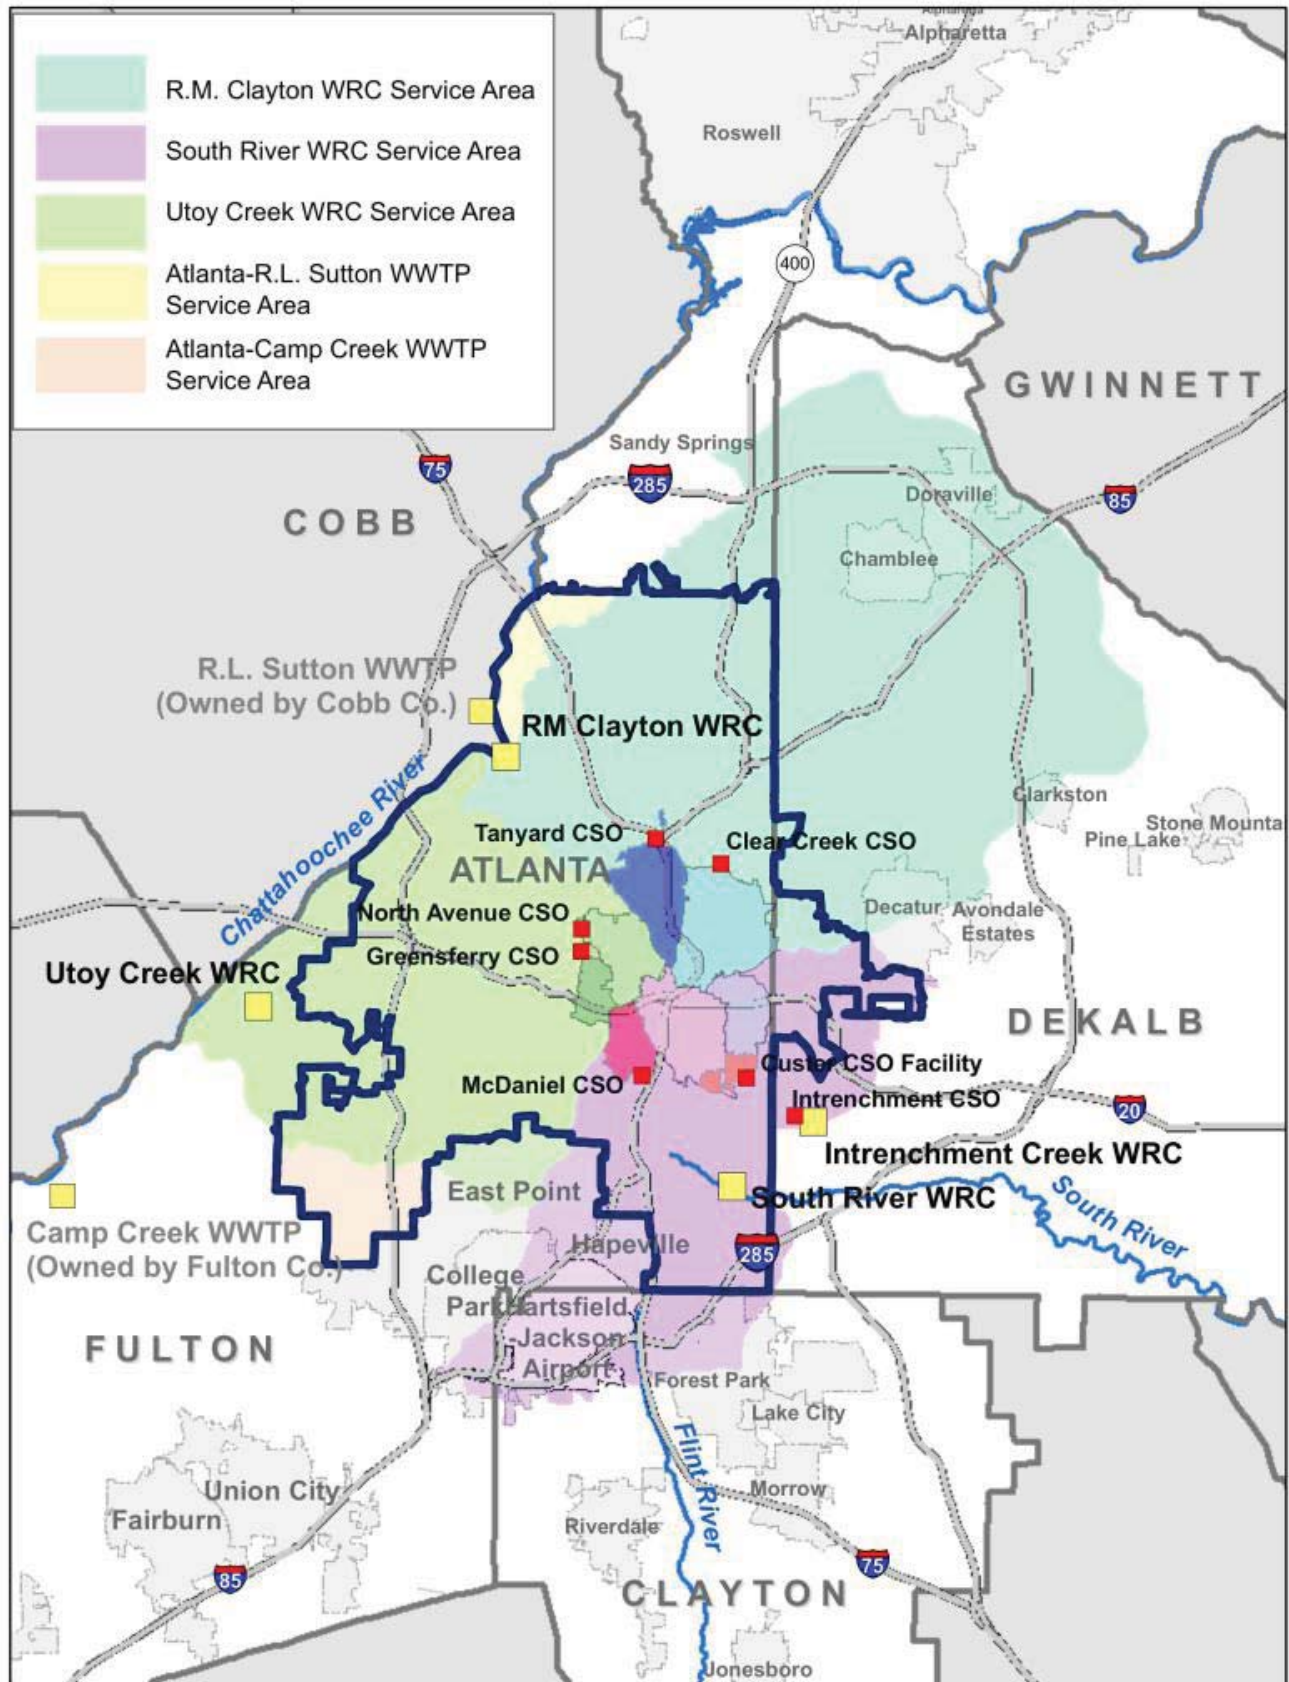 R.M. Clayton WRC Service Area
South River WRC Service Area
Utoy Creek WRC Service Area
Atlanta-R.L. Sutton WWTP
Service Area
Atlanta-Camp Creek WWTP
Service Area
Alpharetta
Alpharetta
Roswell
400
GWINNETT
Sandy Springs
75
285
85
Doraville
COBB
Chamblee
R.L. Sutton WWTP
(Owned by Cobb Co.)
RM Clayton WRC
Chattahoochee River
Clarkston
Stone Mounta
Pine Lake
Tanyard CSO
Clear Creek CSO
ATLANTA
North Avenue CSO
Decatur
Avondale
Estates
Greensferry CSO
Utoy Creek WRC
DEKALB
Custer CSO Facility
McDaniel CSO
Intrenchment CSO
20
Intrenchment Creek WRC
East Point
South River WRC
South River
Camp Creek WWTP
(Owned by Fulton Co.)
Hapeville
285
College
Park
Hartsfield
-Jackson
Airport
FULTON
Forest Park
Lake City
Flint River
Union City
Morrow
Fairburn
Riverdale
85
75
CLAYTON
Jonesboro